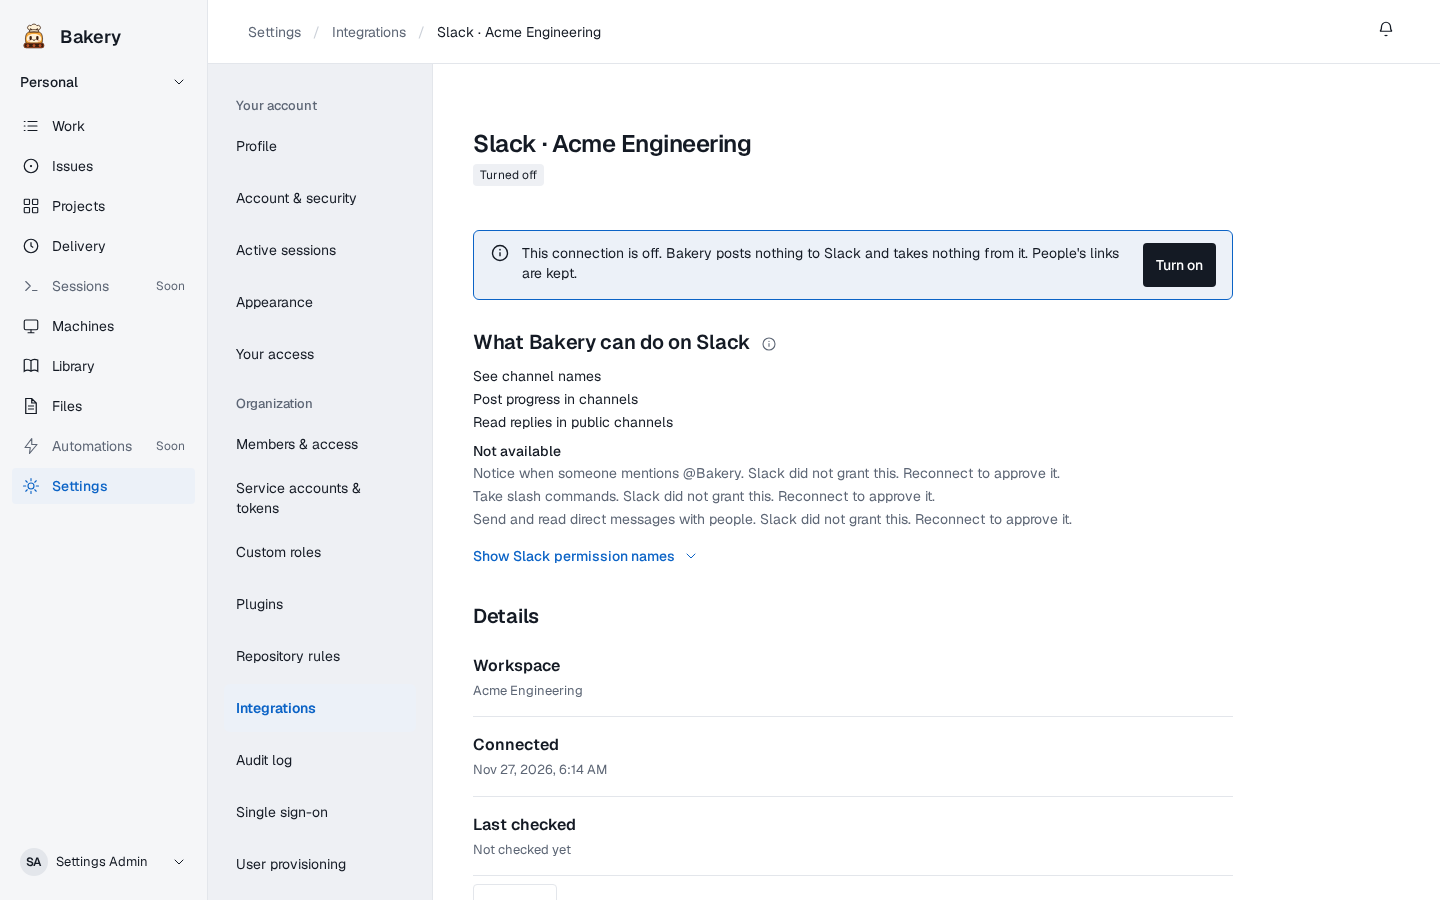 Bakery
Personal
Work
Issues
Projects
Delivery
Sessions Soon
Machines
Library
Files
Automations Soon
Settings
SA Settings Admin
Settings / Integrations / Slack · Acme Engineering
Your account
Profile
Account & security
Active sessions
Appearance
Your access
Organization
Members & access
Service accounts &
tokens
Custom roles
Plugins
Repository rules
Integrations
Audit log
Single sign-on
User provisioning
Slack · Acme Engineering
Turned off
This connection is off. Bakery posts nothing to Slack and takes nothing from it. People's links
are kept.
Turn on
What Bakery can do on Slack
See channel names
Post progress in channels
Read replies in public channels
Not available
Notice when someone mentions @Bakery. Slack did not grant this. Reconnect to approve it.
Take slash commands. Slack did not grant this. Reconnect to approve it.
Send and read direct messages with people. Slack did not grant this. Reconnect to approve it.
Show Slack permission names
Details
Workspace
Acme Engineering
Connected
Nov 27, 2026, 6:14 AM
Last checked
Not checked yet